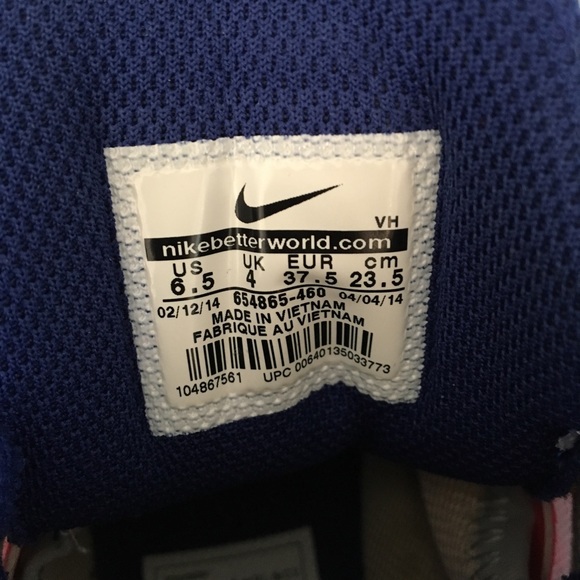 VH
nikebetterworld.com
US UK EUR cm
6.5 4 37.5 23.5
02/12/14 654865-460 04/04/14
MADE IN VIETNAM
FABRIQUE AU VIETNAM
104867561 UPC 00640135033773